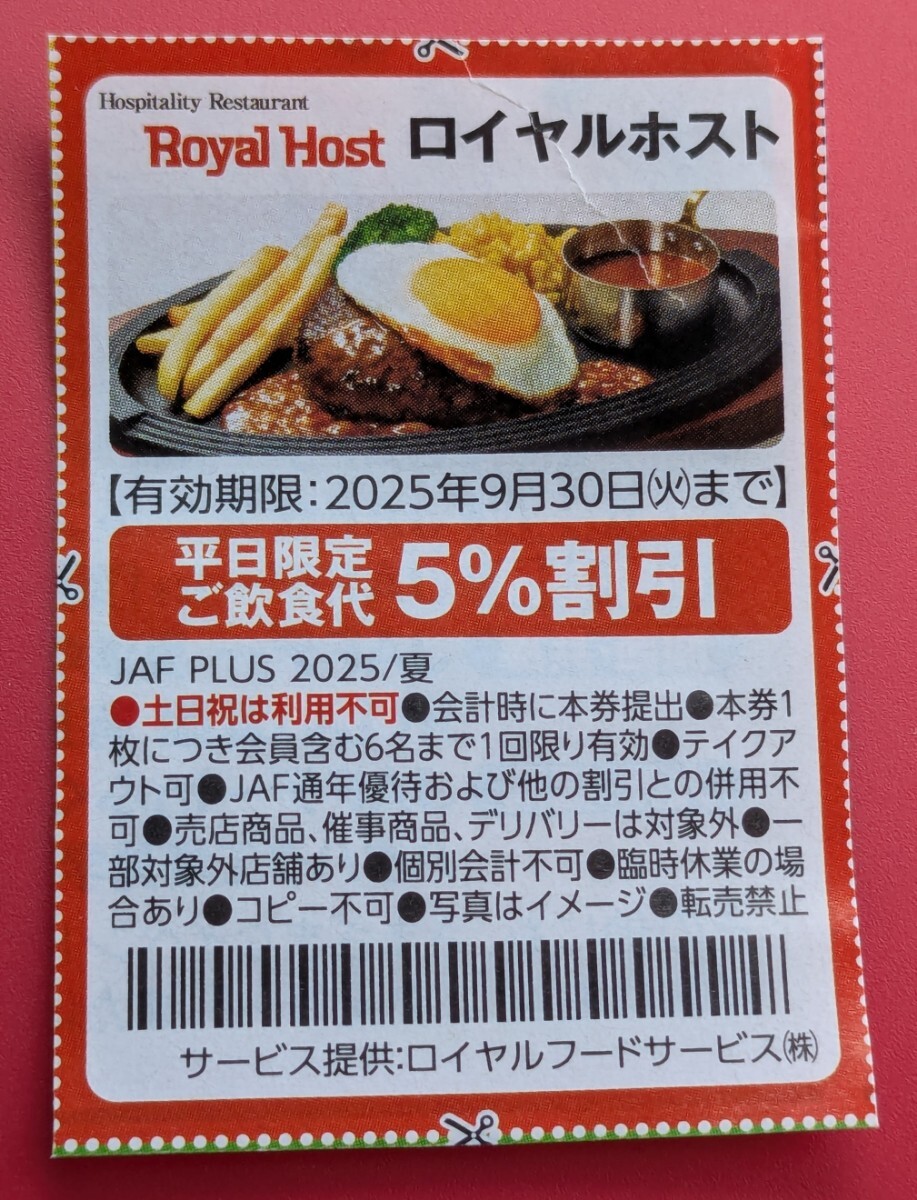 Hospitality Restaurant
Royal Host ロイヤルホスト
【有効期限:2025年9月30日㈫まで】
平日限定
ご飲食代
5%割引
JAF PLUS 2025/夏
●土日祝は利用不可●会計時に本券提出●本券1
枚につき会員含む6名まで1回限り有効●テイクア
ウト可●JAF通年優待および他の割引との併用不
可●売店商品、催事商品、デリバリーは対象外●一
部対象外店舗あり●個別会計不可●臨時休業の場
合あり●コピー不可●写真はイメージ●転売禁止
サービス提供:ロイヤルフードサービス㈱